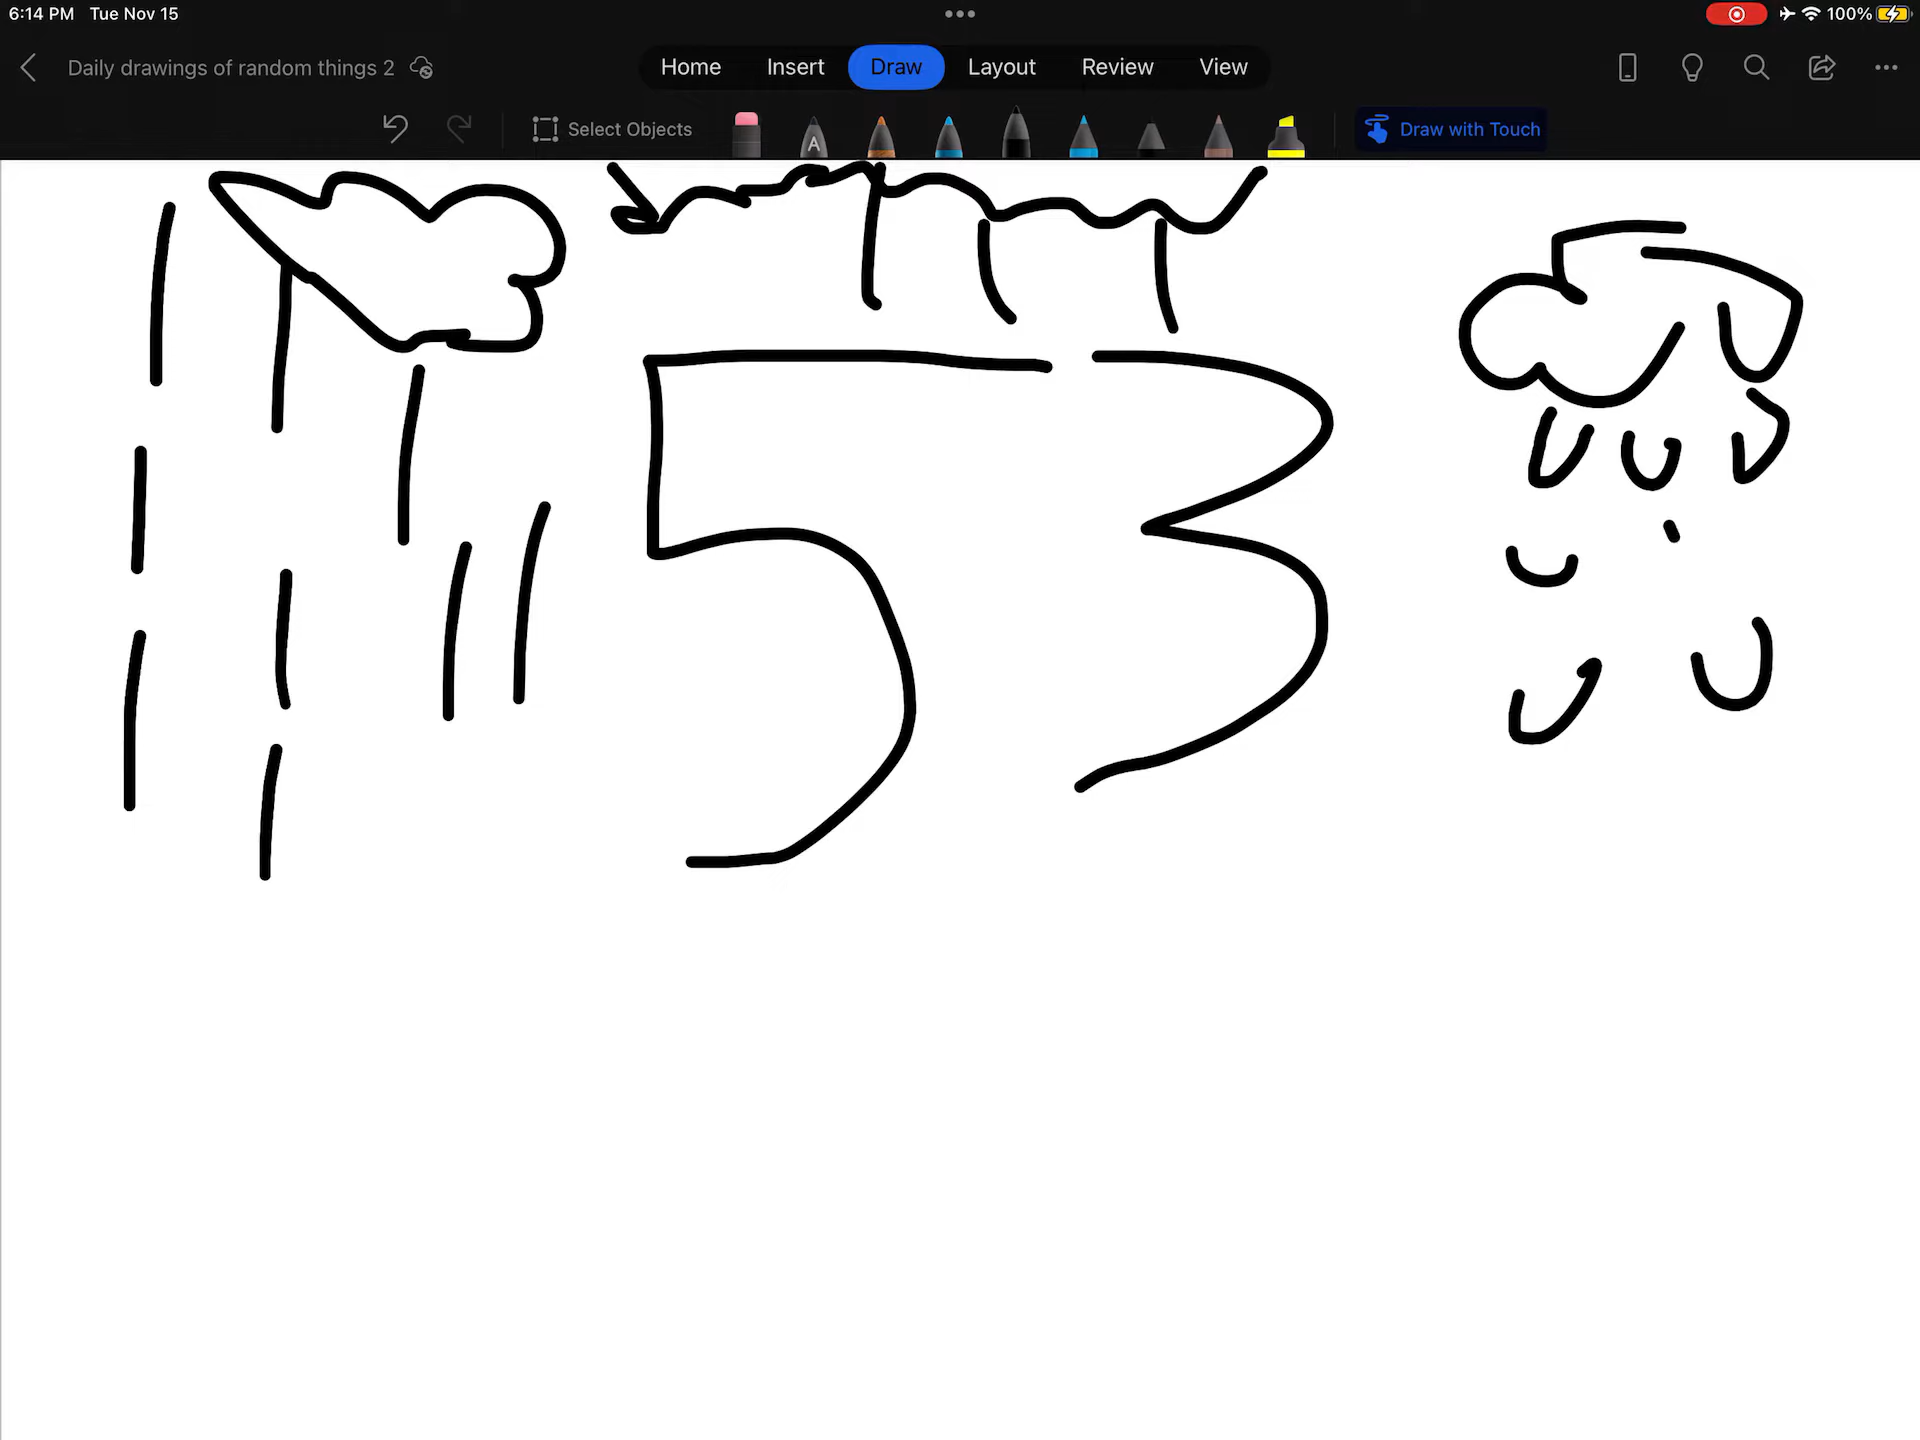 6:14 PM Tue Nov 15
100%
Daily drawings of random things 2
Home Insert Draw Layout Review View
Select Objects
A
Draw with Touch
53